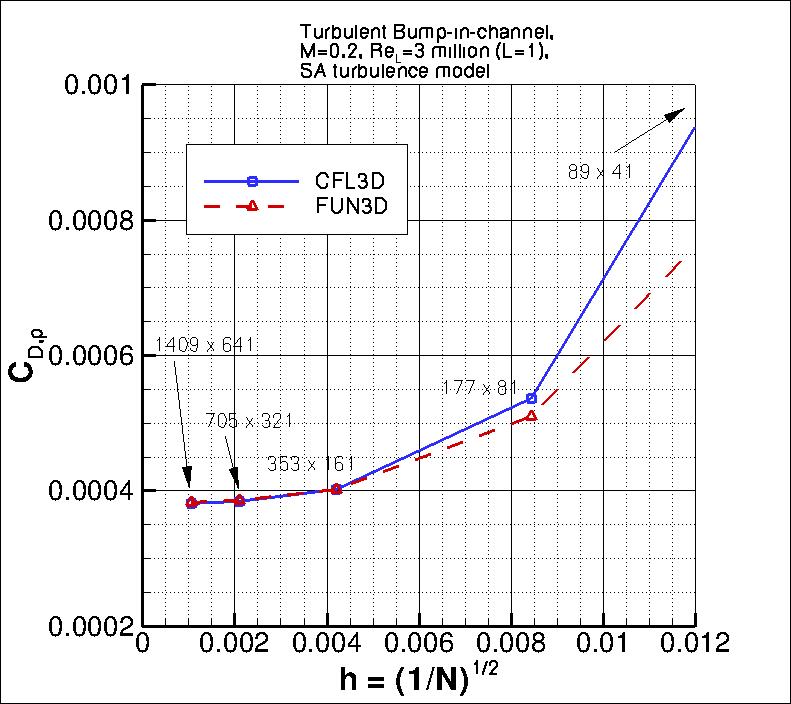 Turbulent Bump-in-channel,
M=0.2, Re_L=3 million (L=1),
SA turbulence model
0.001
89 x 41
CFL3D
FUN3D
0.0008
1409 x 641
0.0006
C_D,p
177 x 81
705 x 321
353 x 161
0.0004
0.0002
0 0.002 0.004 0.006 0.008 0.01 0.012
h = (1/N)^1/2